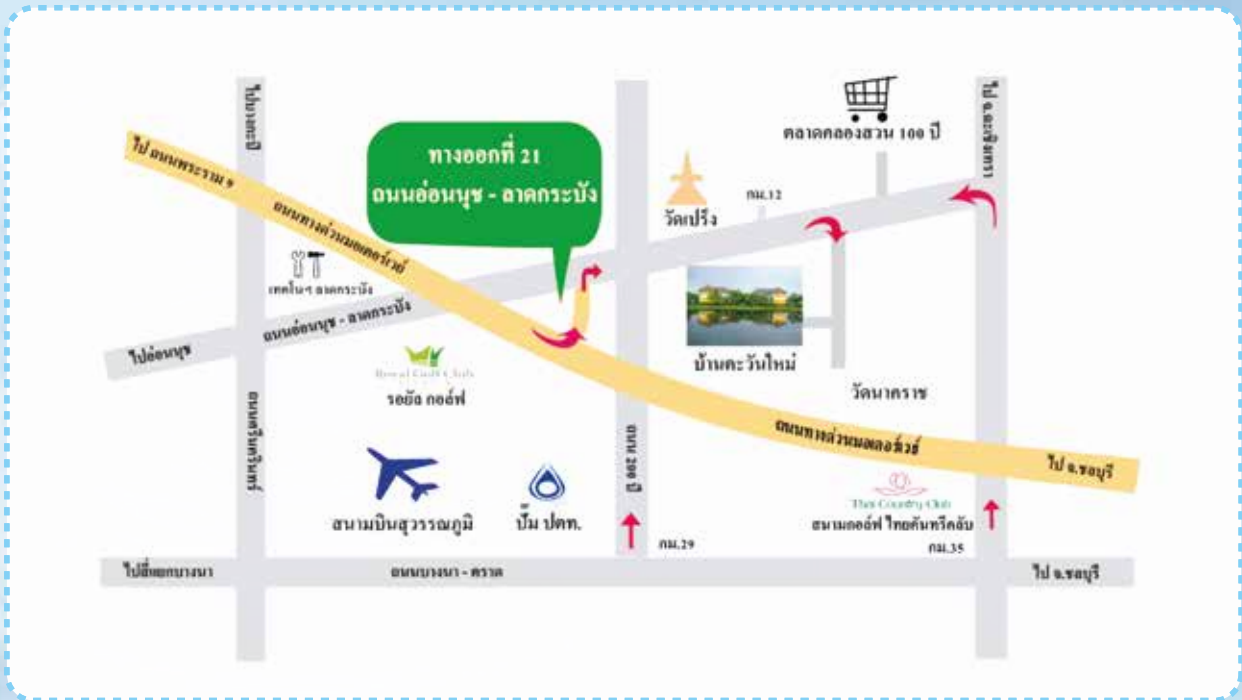 ไปบางกะปิ
ไป ถนนพระราม 9
ถนนทางด่วนมอเตอร์เวย์
ทางออกที่ 21
ถนนอ่อนนุช - ลาดกระบัง
ตลาดคลองสวน 100 ปี
ไป จ.ฉะเชิงเทรา
วัดเปร็ง
กม.12
เทคโนฯ ลาดกระบัง
ถนนอ่อนนุช - ลาดกระบัง
ไปอ่อนนุช
Royal Golf Club
รอยัล กอล์ฟ
บ้านตะวันใหม่
วัดนาคราช
ถนนศรีนครินทร์
ถนน 200 ปี
ถนนทางด่วนมอเตอร์เวย์
ไป จ.ชลบุรี
สนามบินสุวรรณภูมิ
ปั๊ม ปตท.
Thai Country Club
สนามกอล์ฟ ไทยคันทรีคลับ
กม.29
กม.35
ไปสี่แยกบางนา
ถนนบางนา - ตราด
ไป จ.ชลบุรี